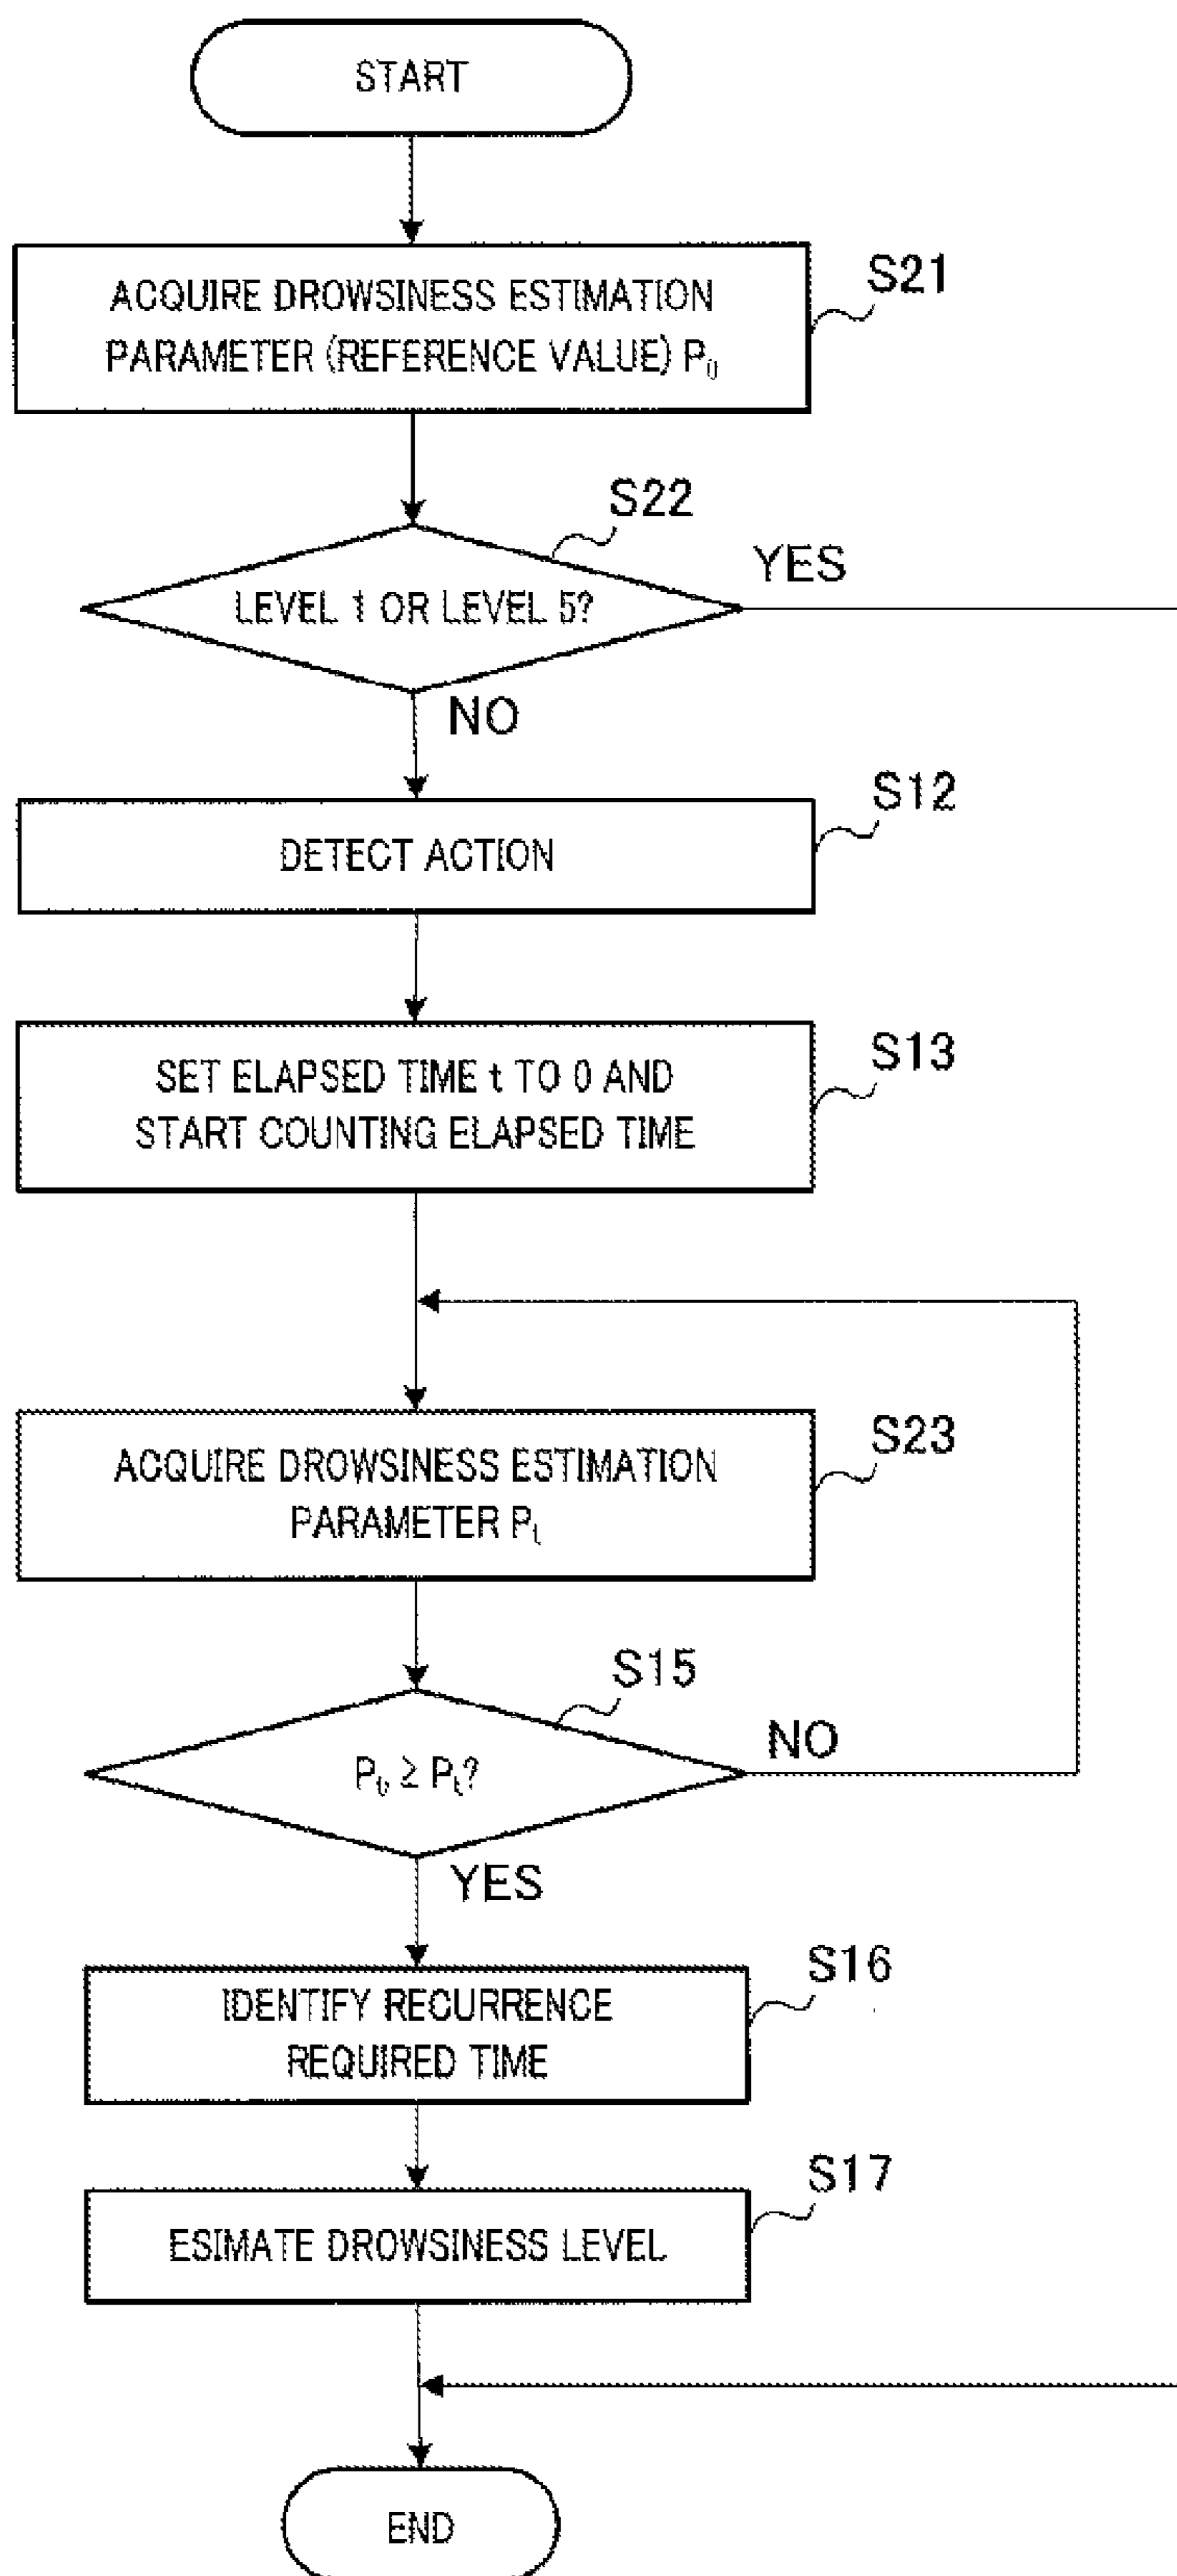 START
ACQUIRE DROWSINESS ESTIMATION
PARAMETER (REFERENCE VALUE) P₀
S21
LEVEL 1 OR LEVEL 5?
S22
YES
NO
DETECT ACTION
S12
SET ELAPSED TIME t TO 0 AND
START COUNTING ELAPSED TIME
S13
ACQUIRE DROWSINESS ESTIMATION
PARAMETER Pₜ
S23
P₀ ≥ Pₜ?
S15
NO
YES
IDENTIFY RECURRENCE
REQUIRED TIME
S16
ESIMATE DROWSINESS LEVEL
S17
END